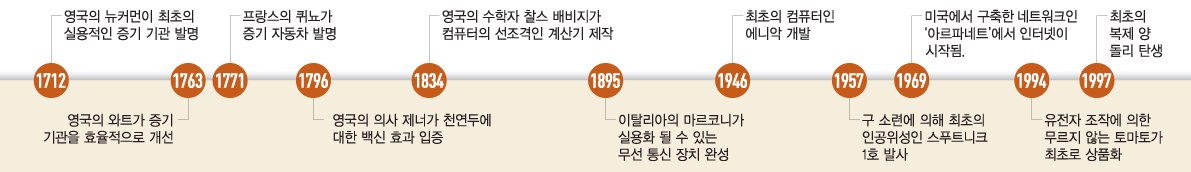 영국의 뉴커먼이 최초의
실용적인 증기 기관 발명
프랑스의 퀴뇨가
증기 자동차 발명
영국의 수학자 찰스 배비지가
컴퓨터의 선조격인 계산기 제작
최초의 컴퓨터인
에니악 개발
미국에서 구축한 네트워크인
'아르파네트'에서 인터넷이
시작됨.
최초의
복제 양
돌리 탄생
1712
1763
1771
1796
1834
1895
1946
1957
1969
1994
1997
영국의 와트가 증기
기관을 효율적으로 개선
영국의 의사 제너가 천연두에
대한 백신 효과 입증
이탈리아의 마르코니가
실용화 될 수 있는
무선 통신 장치 완성
구 소련에 의해 최초의
인공위성인 스푸트니크
1호 발사
유전자 조작에 의한
무르지 않는 토마토가
최초로 상품화